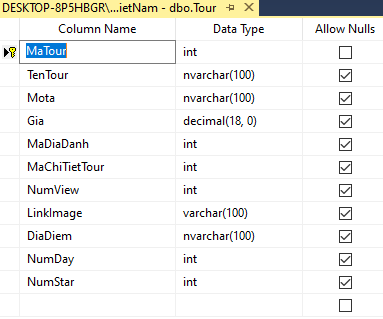 DESKTOP-8P5HBGR\...ietNam - dbo.Tour
Column Name Data Type Allow Nulls
MaTour int
TenTour nvarchar(100)
Mota nvarchar(100)
Gia decimal(18, 0)
MaDiaDanh int
MaChiTietTour int
NumView int
LinkImage varchar(100)
DiaDiem nvarchar(100)
NumDay int
NumStar int